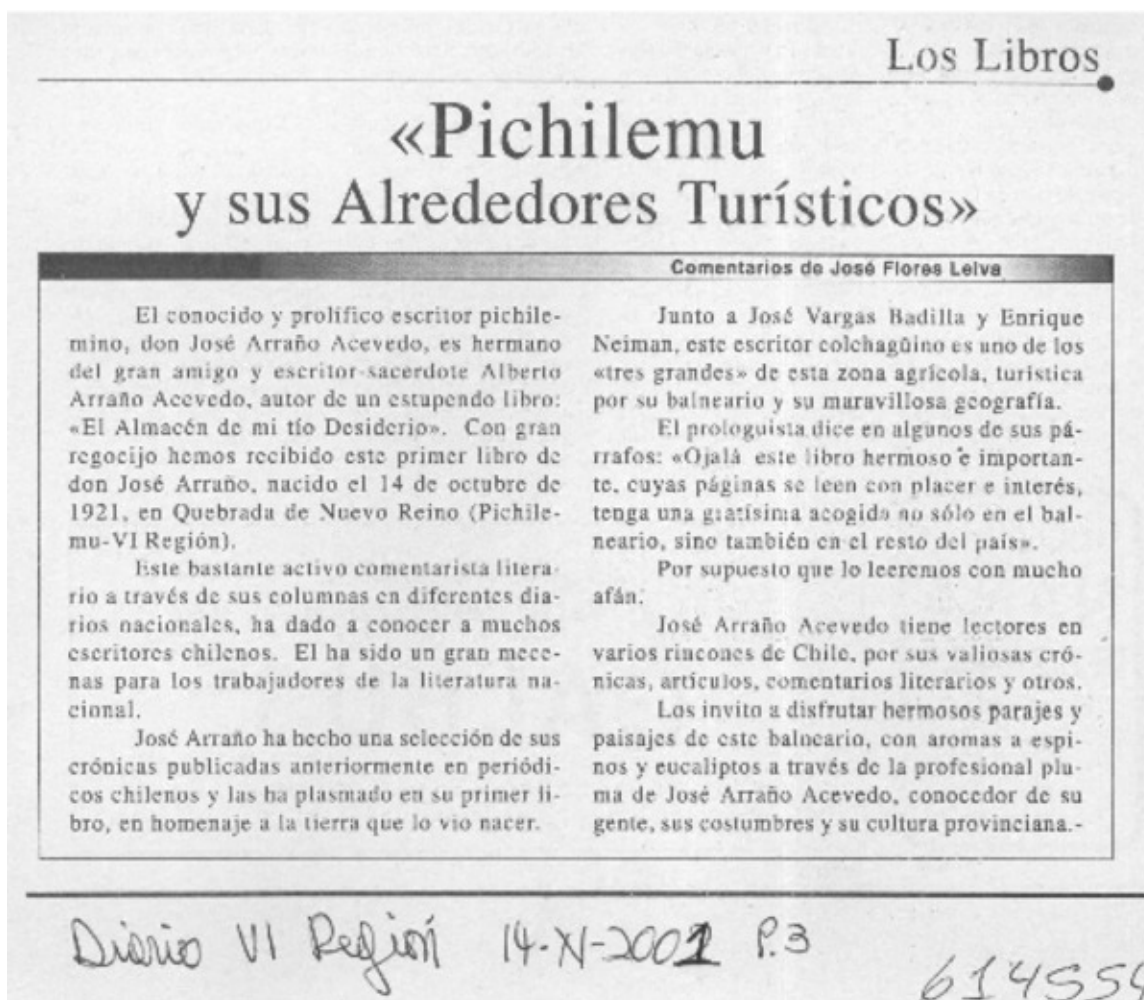 Los Libros
«Pichilemu
y sus Alrededores Turísticos»
Comentarios de José Flores Leiva
El conocido y prolífico escritor pichile-
mino, don José Arraño Acevedo, es hermano
del gran amigo y escritor-sacerdote Alberto
Arraño Acevedo, autor de un estupendo libro:
«El Almacén de mi tío Desiderio». Con gran
regocijo hemos recibido este primer libro de
don José Arraño, nacido el 14 de octubre de
1921, en Quebrada de Nuevo Reino (Pichile-
mu-VI Región).
Este bastante activo comentarista litera-
rio a través de sus columnas en diferentes dia-
rios nacionales, ha dado a conocer a muchos
escritores chilenos. El ha sido un gran mece-
nas para los trabajadores de la literatura na-
cional.
José Arraño ha hecho una selección de sus
crónicas publicadas anteriormente en periódi-
cos chilenos y las ha plasmado en su primer li-
bro, en homenaje a la tierra que lo vio nacer.
Junto a José Vargas Badilla y Enrique
Neiman, este escritor colchagüino es uno de los
«tres grandes» de esta zona agrícola, turística
por su balneario y su maravillosa geografía.
El prologuista dice en algunos de sus pá-
rrafos: «Ojalá este libro hermoso e importan-
te, cuyas páginas se leen con placer e interés,
tenga una gratísima acogida no sólo en el bal-
neario, sino también en el resto del país».
Por supuesto que lo leeremos con mucho
afán.
José Arraño Acevedo tiene lectores en
varios rincones de Chile, por sus valiosas cró-
nicas, artículos, comentarios literarios y otros.
Los invito a disfrutar hermosos parajes y
paisajes de este balneario, con aromas a espi-
nos y eucaliptos a través de la profesional plu-
ma de José Arraño Acevedo, conocedor de su
gente, sus costumbres y su cultura provinciana.-
Diario VI Región 14-XI-2001 P.3